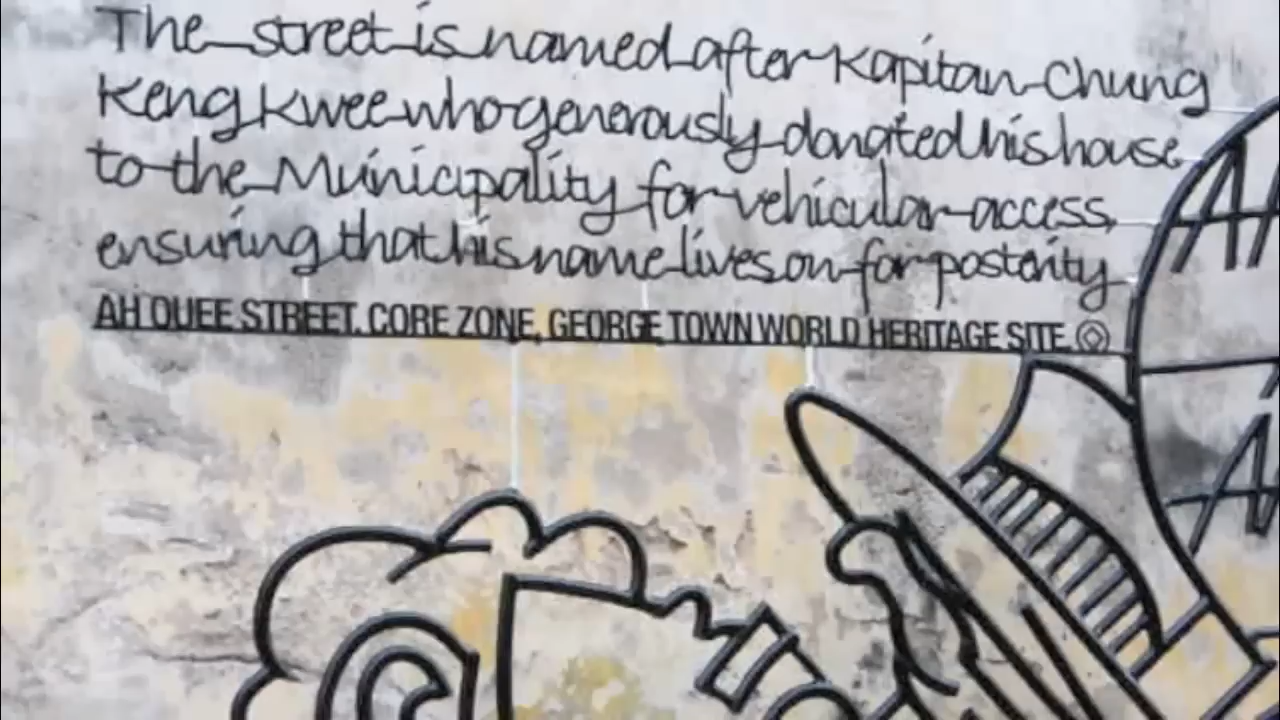 The street is named after Kapitan Chung
Keng Kwee who generously donated his house
to the Municipality for vehicular access,
ensuring that his name lives on for posterity
AH QUEE STREET, CORE ZONE, GEORGE TOWN WORLD HERITAGE SITE